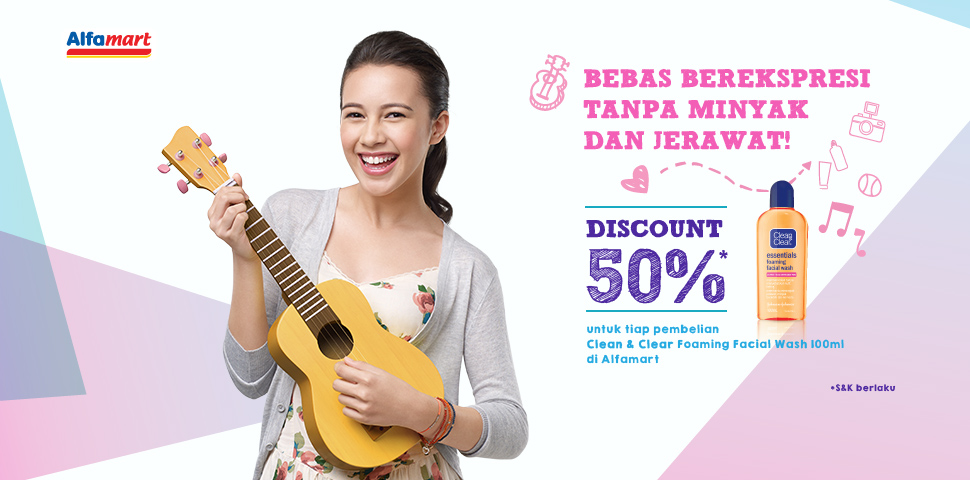 Alfamart
BEBAS BEREKSPRESI
TANPA MINYAK
DAN JERAWAT!
DISCOUNT
50%*
untuk tiap pembelian
Clean & Clear Foaming Facial Wash 100ml
di Alfamart
Clean &
Clear
essentials
foaming
facial wash
*S&K berlaku